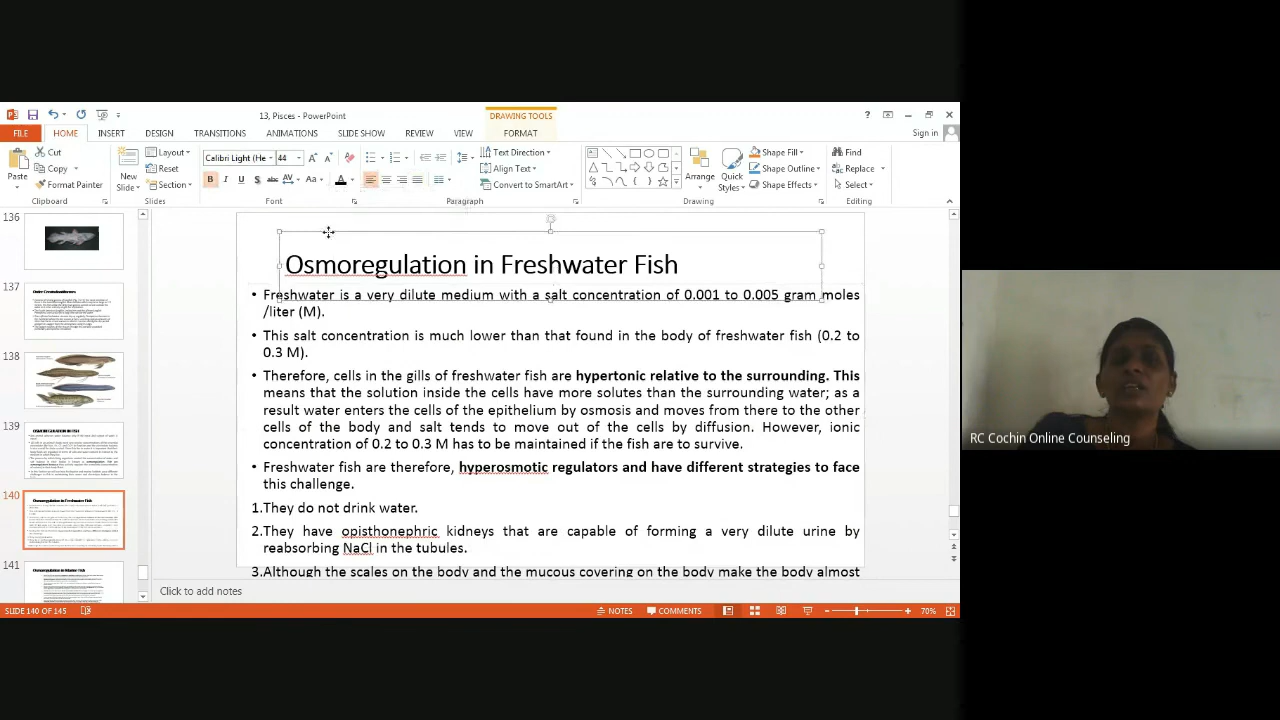 13, Pisces - PowerPoint
DRAWING TOOLS
FILE HOME INSERT DESIGN TRANSITIONS ANIMATIONS SLIDE SHOW REVIEW VIEW FORMAT Sign in
Paste Cut Copy Format Painter
Clipboard
New Slide Layout Reset Section
Slides
Calibri Light (He 44
Font
Text Direction Align Text Convert to SmartArt
Paragraph
Arrange Quick Styles Shape Fill Shape Outline Shape Effects
Drawing
Find Replace Select
Editing
136
137
138
139
140
141
Osmoregulation in Freshwater Fish
• Freshwater is a very dilute medium with a salt concentration of 0.001 to 0.005 gram moles
/liter (M).
• This salt concentration is much lower than that found in the body of freshwater fish (0.2 to
0.3 M).
• Therefore, cells in the gills of freshwater fish are hypertonic relative to the surrounding. This
means that the solution inside the cells have more solutes than the surrounding water; as a
result water enters the cells of the epithelium by osmosis and moves from there to the other
cells of the body and salt tends to move out of the cells by diffusion. However, ionic
concentration of 0.2 to 0.3 M has to be maintained if the fish are to survive.
• Freshwater fish are therefore, hyperosmotic regulators and have different strategies to face
this challenge.
1.They do not drink water.
2.They have opisthonephric kidneys that are capable of forming a very dilute urine by
reabsorbing NaCl in the tubules.
3.Although the scales on the body and mucous covering on the body make the body almost
Click to add notes
SLIDE 140 OF 145 NOTES COMMENTS 70%
EC Cochin Online Counseling